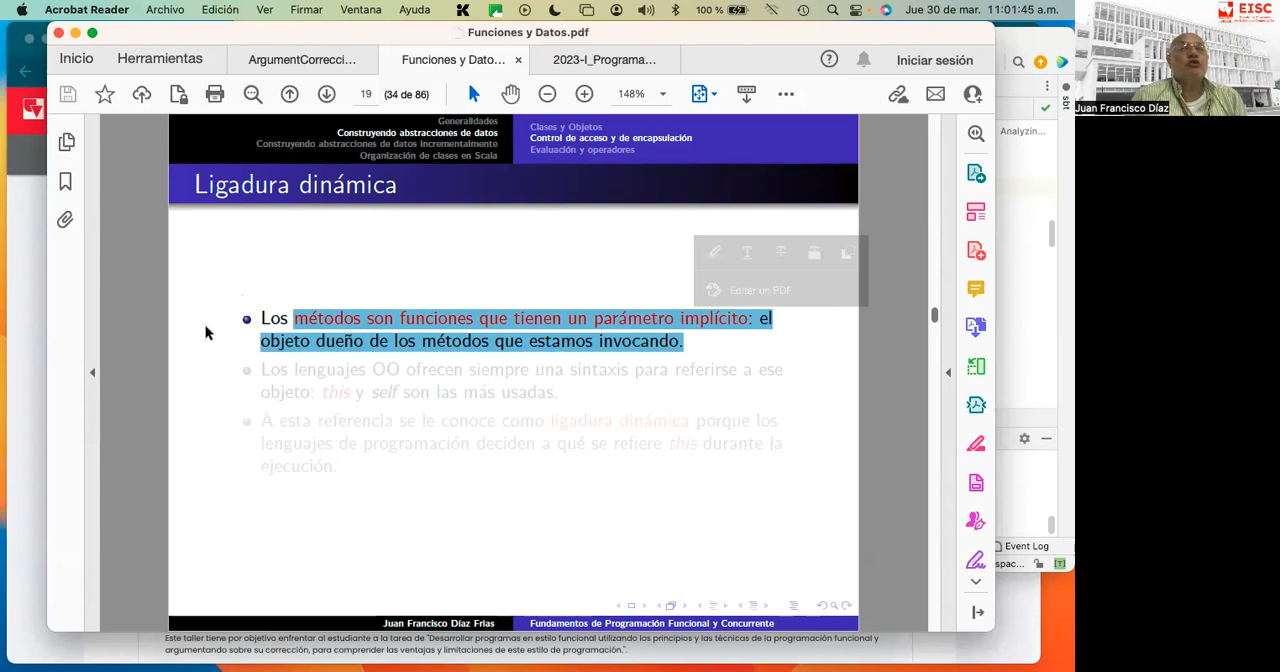 Acrobat Reader Archivo Edición Ver Firmar Ventana Ayuda 100 % Jue 30 de mar. 11:01:45 a.m.
EISC
Funciones y Datos.pdf
Inicio Herramientas ArgumentCorrecci... Funciones y Dato... × 2023-I_Programa... Iniciar sesión
19 (34 de 86) 148%
sbt
Juan Francisco Díaz
Analyzin...
Generalidades
Construyendo abstracciones de datos
Construyendo abstracciones de datos incrementalmente
Organización de clases en Scala
Clases y Objetos
Control de acceso y de encapsulación
Evaluación y operadores
Ligadura dinámica
Editar un PDF
Los métodos son funciones que tienen un parámetro implícito: el
objeto dueño de los métodos que estamos invocando.
Los lenguajes OO ofrecen siempre una sintaxis para referirse a ese
objeto: this y self son las más usadas.
A esta referencia se le conoce como ligadura dinámica porque los
lenguajes de programación deciden a qué se refiere this durante la
ejecución.
Event Log
spac...
Juan Francisco Díaz Frias Fundamentos de Programación Funcional y Concurrente
Este taller tiene por objetivo enfrentar al estudiante a la tarea de "Desarrollar programas en estilo funcional utilizando los principios y las técnicas de la programación funcional y
argumentando sobre su corrección, para comprender las ventajas y limitaciones de este estilo de programación.".